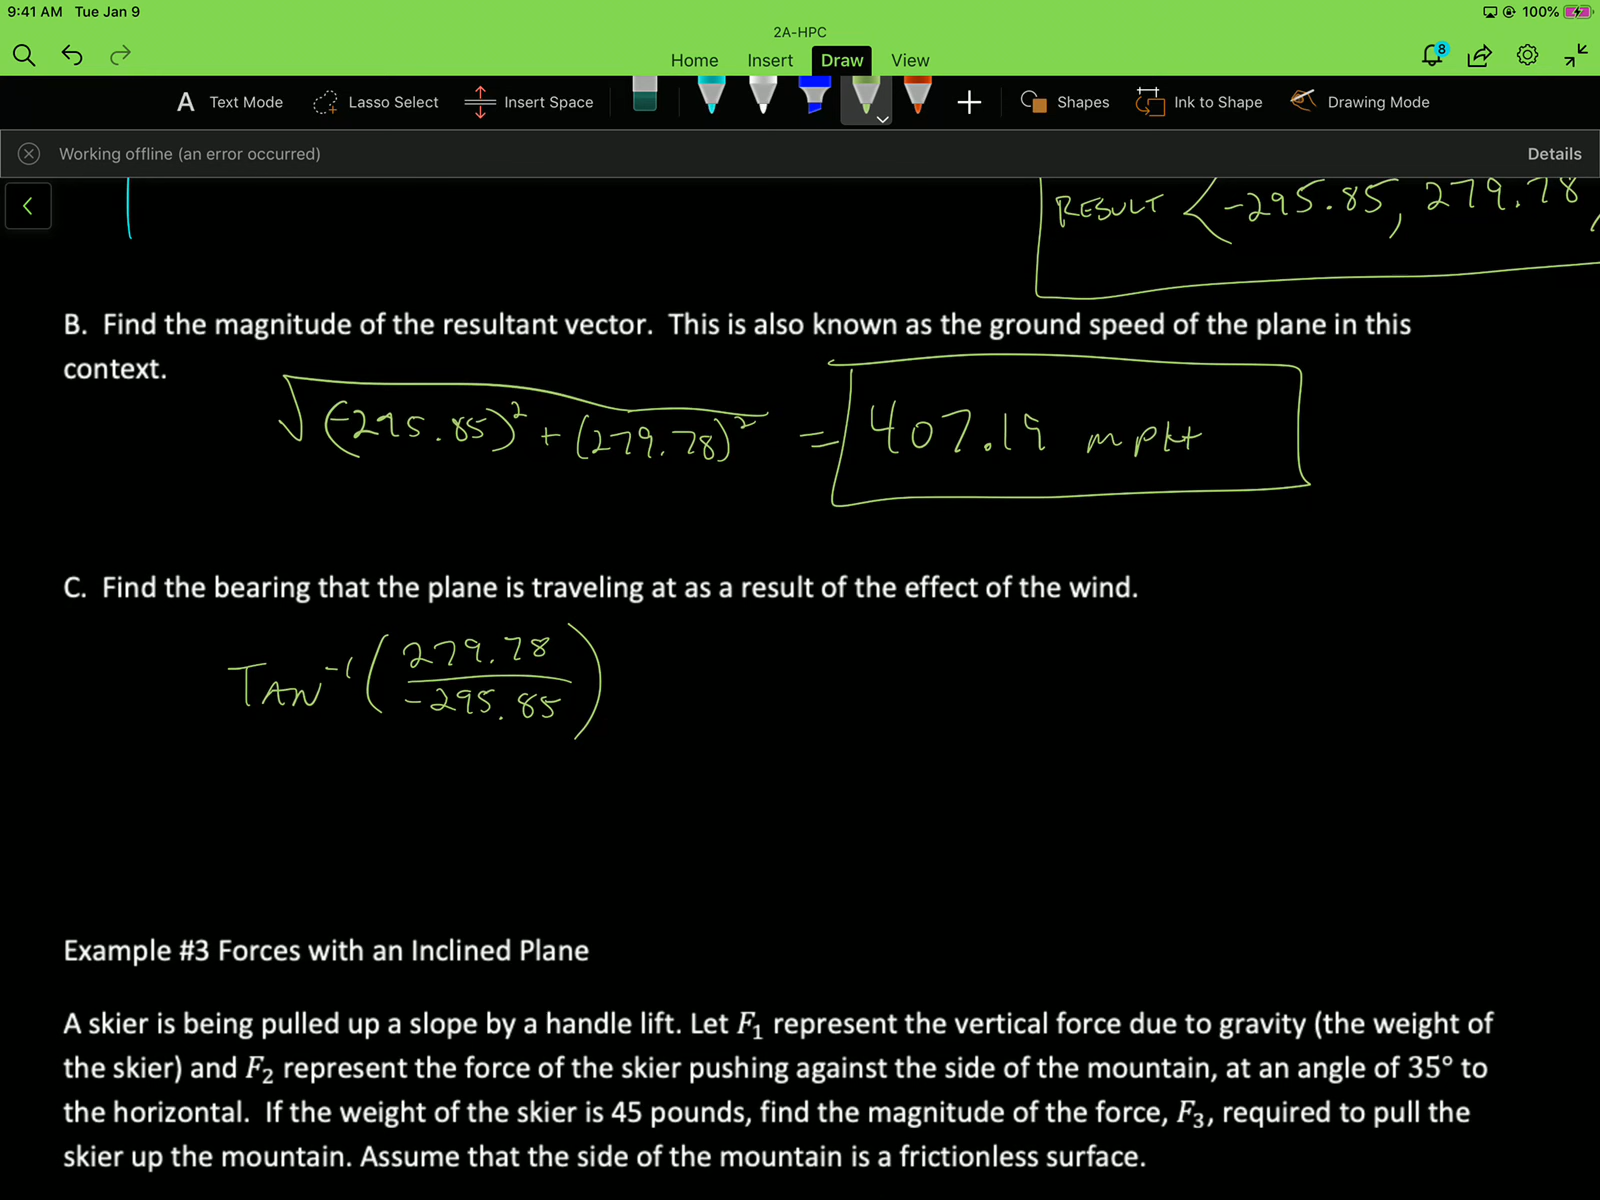 9:41 AM Tue Jan 9
100%
2A-HPC
Home Insert Draw View
8
A Text Mode Lasso Select Insert Space Shapes Ink to Shape Drawing Mode
Working offline (an error occurred) Details
RESULT < -295.85, 279.78
B. Find the magnitude of the resultant vector. This is also known as the ground speed of the plane in this
context.
√(-295.85)² + (279.78)² = 407.19 mph
C. Find the bearing that the plane is traveling at as a result of the effect of the wind.
TAN⁻¹(279.78 / -295.85)
Example #3 Forces with an Inclined Plane
A skier is being pulled up a slope by a handle lift. Let F₁ represent the vertical force due to gravity (the weight of
the skier) and F₂ represent the force of the skier pushing against the side of the mountain, at an angle of 35° to
the horizontal. If the weight of the skier is 45 pounds, find the magnitude of the force, F₃, required to pull the
skier up the mountain. Assume that the side of the mountain is a frictionless surface.